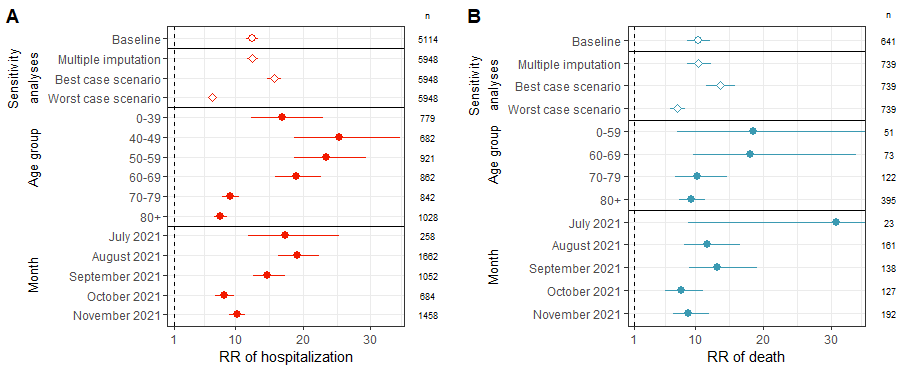 A
n
Baseline 5114
Sensitivity
analyses
Multiple imputation 5948
Best case scenario 5948
Worst case scenario 5948
Age group
0-39 779
40-49 682
50-59 921
60-69 862
70-79 842
80+ 1028
Month
July 2021 258
August 2021 1662
September 2021 1052
October 2021 684
November 2021 1458
1 10 20 30
RR of hospitalization
B
n
Baseline 641
Sensitivity
analyses
Multiple imputation 739
Best case scenario 739
Worst case scenario 739
Age group
0-59 51
60-69 73
70-79 122
80+ 395
Month
July 2021 23
August 2021 161
September 2021 138
October 2021 127
November 2021 192
1 10 20 30
RR of death